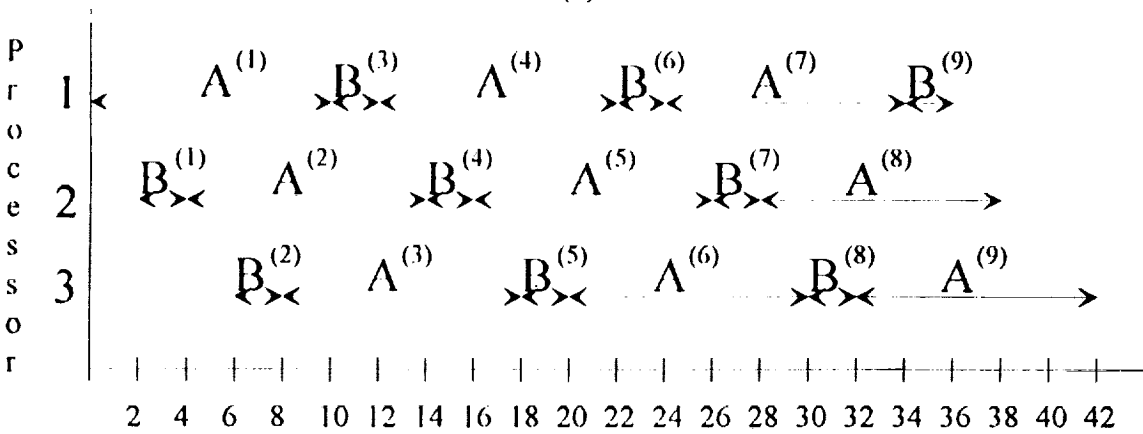 Processor
1 A (1) B (3) A (4) B (6) A (7) B (9)
2 B (1) A (2) B (4) A (5) B (7) A (8)
3 B (2) A (3) B (5) A (6) B (8) A (9)
2 4 6 8 10 12 14 16 18 20 22 24 26 28 30 32 34 36 38 40 42